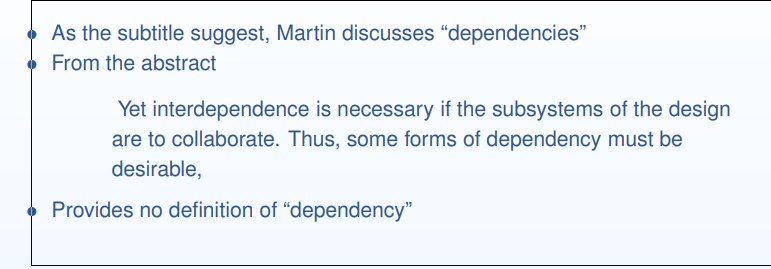 As the subtitle suggest, Martin discusses “dependencies”
From the abstract
Yet interdependence is necessary if the subsystems of the design
are to collaborate. Thus, some forms of dependency must be
desirable,
Provides no definition of “dependency”